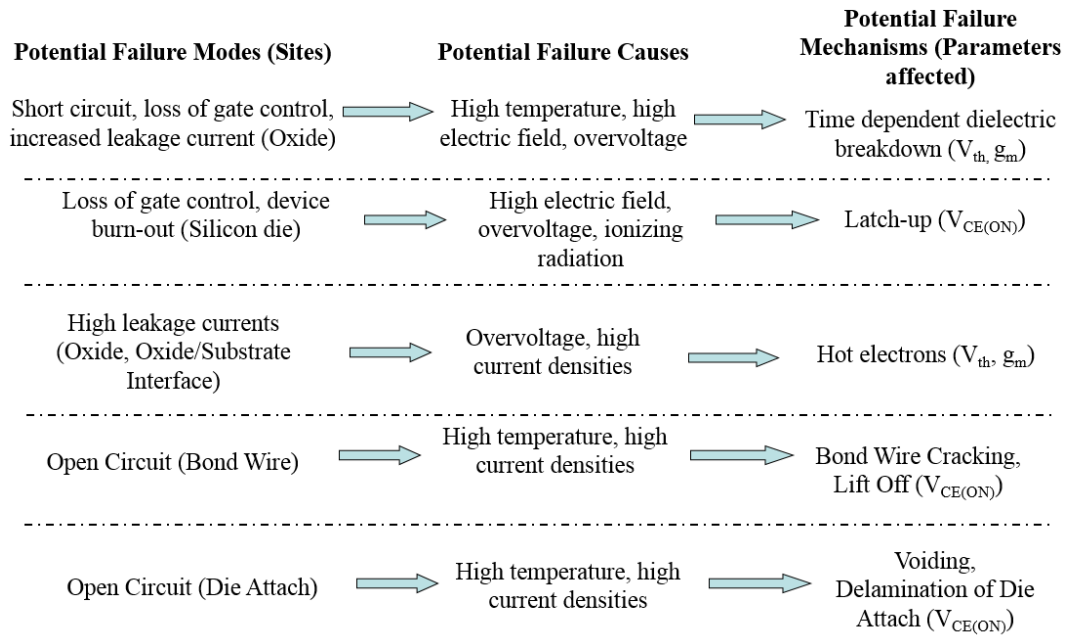 Potential Failure Modes (Sites)
Potential Failure Causes
Potential Failure
Mechanisms (Parameters
affected)
Short circuit, loss of gate control,
increased leakage current (Oxide)
High temperature, high
electric field, overvoltage
Time dependent dielectric
breakdown (Vth, gm)
Loss of gate control, device
burn-out (Silicon die)
High electric field,
overvoltage, ionizing
radiation
Latch-up (VCE(ON))
High leakage currents
(Oxide, Oxide/Substrate
Interface)
Overvoltage, high
current densities
Hot electrons (Vth, gm)
Open Circuit (Bond Wire)
High temperature, high
current densities
Bond Wire Cracking,
Lift Off (VCE(ON))
Open Circuit (Die Attach)
High temperature, high
current densities
Voiding,
Delamination of Die
Attach (VCE(ON))